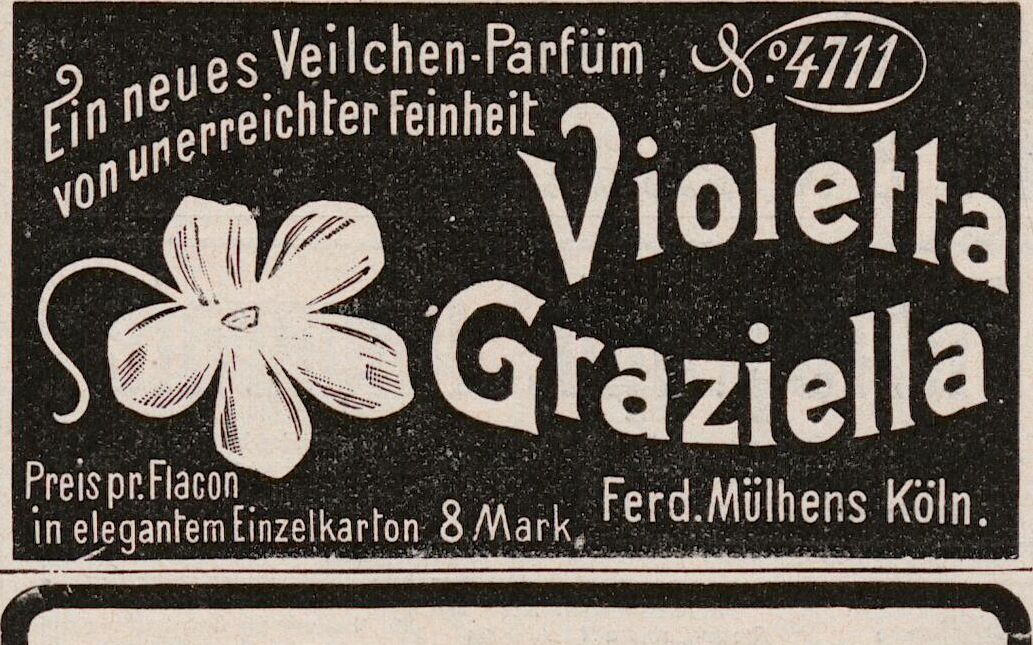 Ein neues Veilchen-Parfüm
von unerreichter Feinheit
No. 4711
Violetta
Graziella
Preis pr. Flacon
in elegantem Einzelkarton 8 Mark
Ferd. Mülhens Köln.